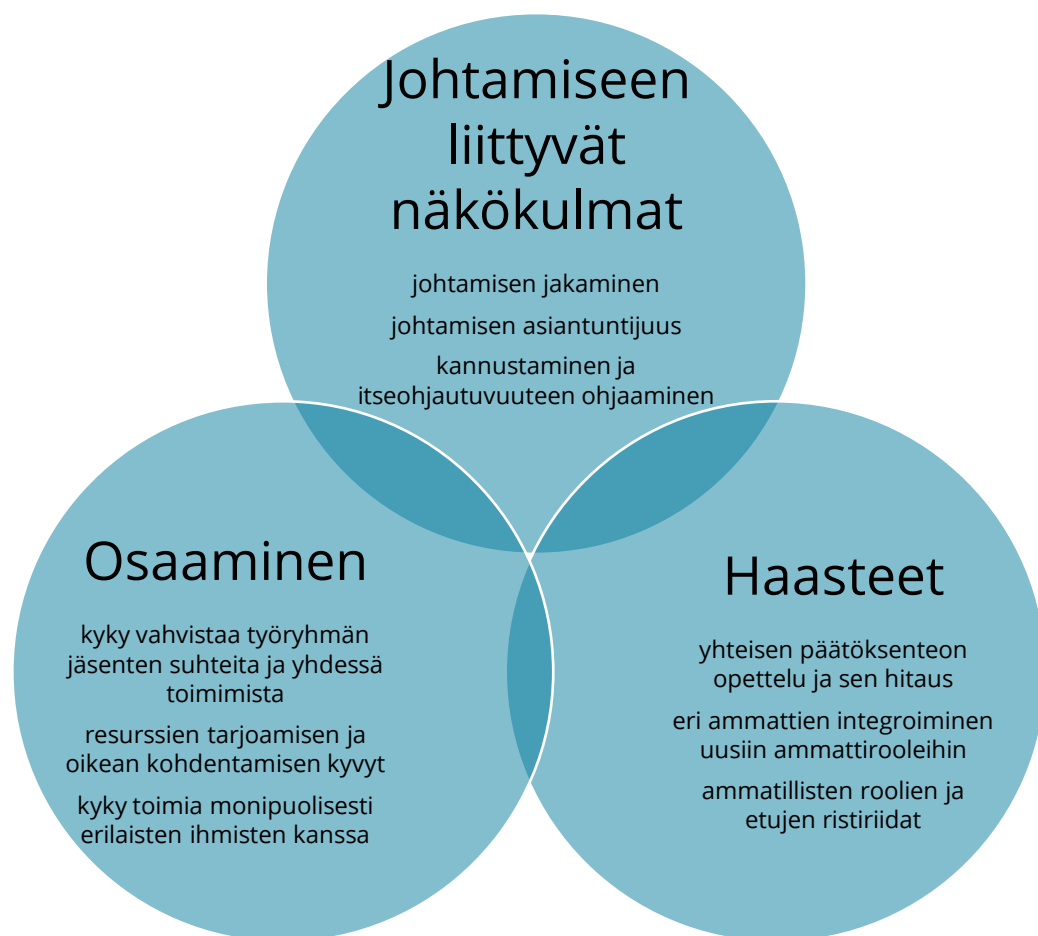 Johtamiseen
liittyvät
näkökulmat
johtamisen jakaminen
johtamisen asiantuntijuus
kannustaminen ja
itseohjautuvuuteen ohjaaminen
Osaaminen
kyky vahvistaa työryhmän
jäsenten suhteita ja yhdessä
toimimista
resurssien tarjoamisen ja
oikean kohdentamisen kyvyt
kyky toimia monipuolisesti
erilaisten ihmisten kanssa
Haasteet
yhteisen päätöksenteon
opettelu ja sen hitaus
eri ammattien integroiminen
uusiin ammattirooleihin
ammatillisten roolien ja
etujen ristiriidat